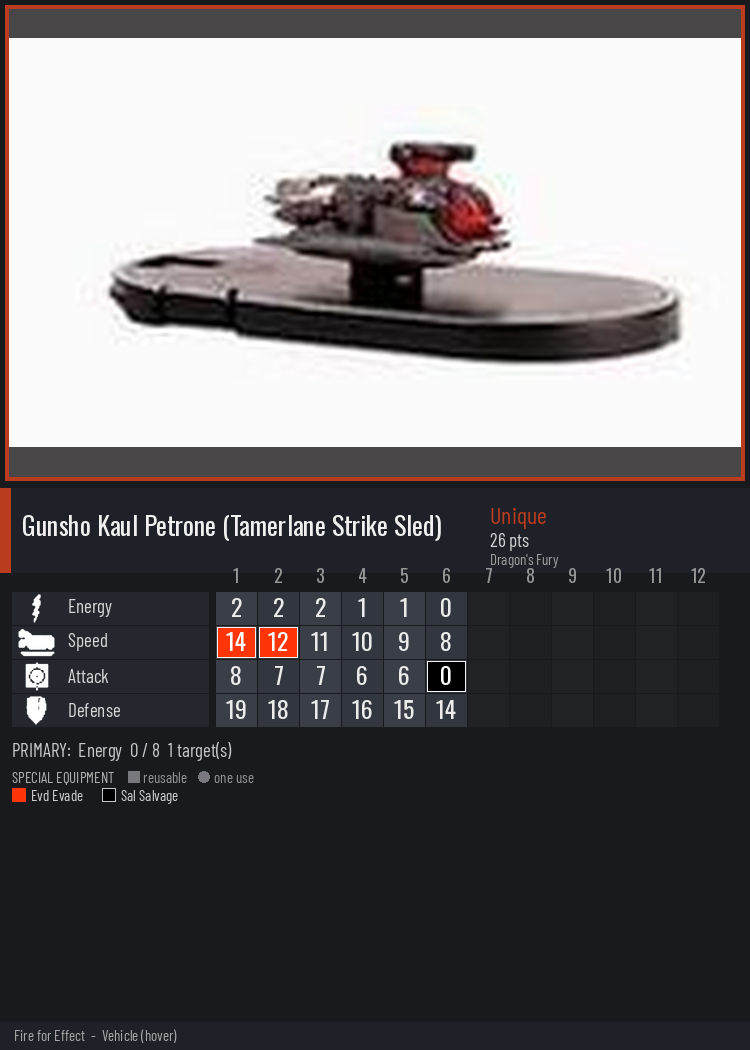 Gunsho Kaul Petrone (Tamerlane Strike Sled)
Unique
26 pts
Dragon's Fury
1 2 3 4 5 6 7 8 9 10 11 12
Energy 2 2 2 1 1 0
Speed 14 12 11 10 9 8
Attack 8 7 7 6 6 0
Defense 19 18 17 16 15 14
PRIMARY: Energy 0 / 8 1 target(s)
SPECIAL EQUIPMENT reusable one use
Evd Evade Sal Salvage
Fire for Effect - Vehicle (hover)